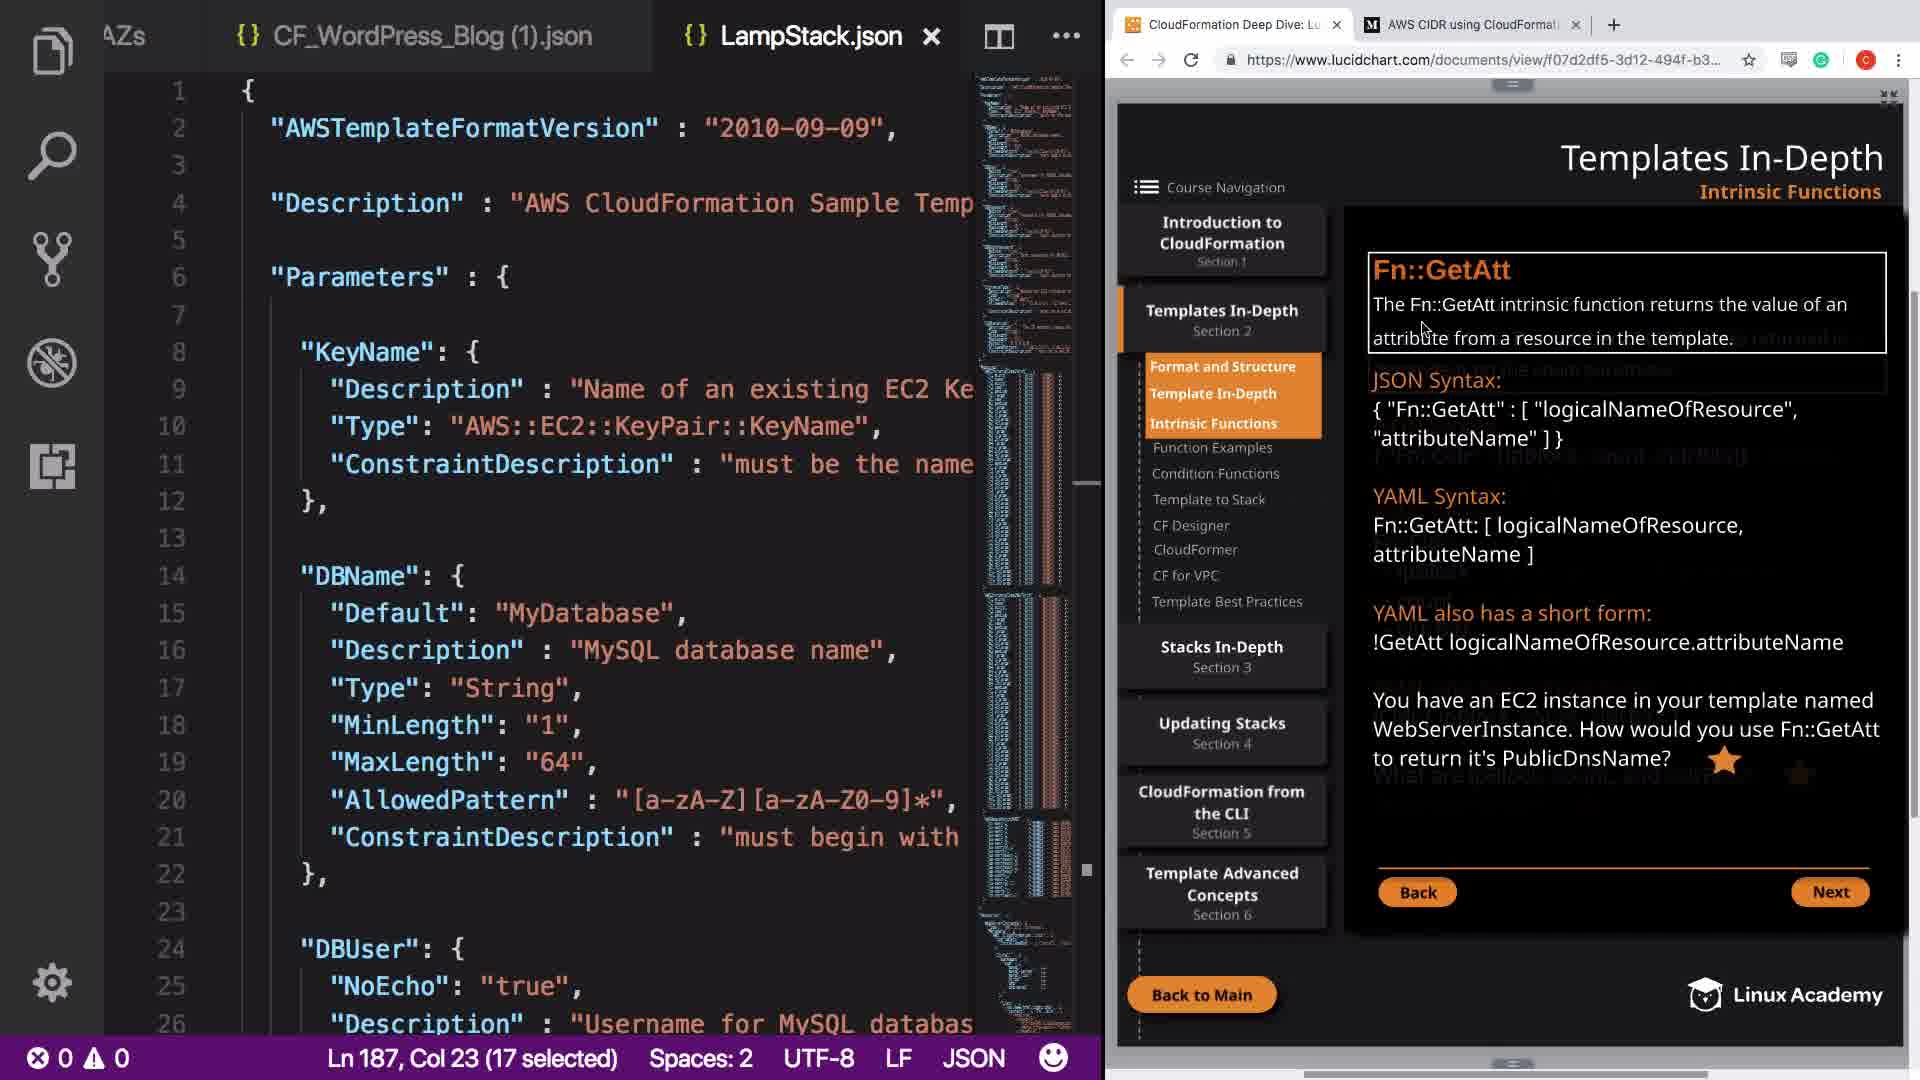 AZs
{} CF_WordPress_Blog (1).json
{} LampStack.json
1 {
2 "AWSTemplateFormatVersion" : "2010-09-09",
3
4 "Description" : "AWS CloudFormation Sample Temp
5
6 "Parameters" : {
7
8 "KeyName": {
9 "Description" : "Name of an existing EC2 Ke
10 "Type": "AWS::EC2::KeyPair::KeyName",
11 "ConstraintDescription" : "must be the name
12 },
13
14 "DBName": {
15 "Default": "MyDatabase",
16 "Description" : "MySQL database name",
17 "Type": "String",
18 "MinLength": "1",
19 "MaxLength": "64",
20 "AllowedPattern" : "[a-zA-Z][a-zA-Z0-9]*",
21 "ConstraintDescription" : "must begin with
22 },
23
24 "DBUser": {
25 "NoEcho": "true",
26 "Description" : "Username for MySQL databas
0 0
Ln 187, Col 23 (17 selected)
Spaces: 2
UTF-8
LF
JSON
CloudFormation Deep Dive: Lu
M AWS CIDR using CloudFormat
https://www.lucidchart.com/documents/view/f07d2df5-3d12-494f-b3...
C
Templates In-Depth
Intrinsic Functions
Course Navigation
Introduction to
CloudFormation
Section 1
Templates In-Depth
Section 2
Format and Structure
Template In-Depth
Intrinsic Functions
Function Examples
Condition Functions
Template to Stack
CF Designer
CloudFormer
CF for VPC
Template Best Practices
Stacks In-Depth
Section 3
Updating Stacks
Section 4
CloudFormation from
the CLI
Section 5
Template Advanced
Concepts
Section 6
Back to Main
Fn::GetAtt
The Fn::GetAtt intrinsic function returns the value of an
attribute from a resource in the template.
JSON Syntax:
{ "Fn::GetAtt" : [ "logicalNameOfResource",
"attributeName" ] }
YAML Syntax:
Fn::GetAtt: [ logicalNameOfResource,
attributeName ]
YAML also has a short form:
!GetAtt logicalNameOfResource.attributeName
You have an EC2 instance in your template named
WebServerInstance. How would you use Fn::GetAtt
to return it's PublicDnsName?
Back
Next
Linux Academy